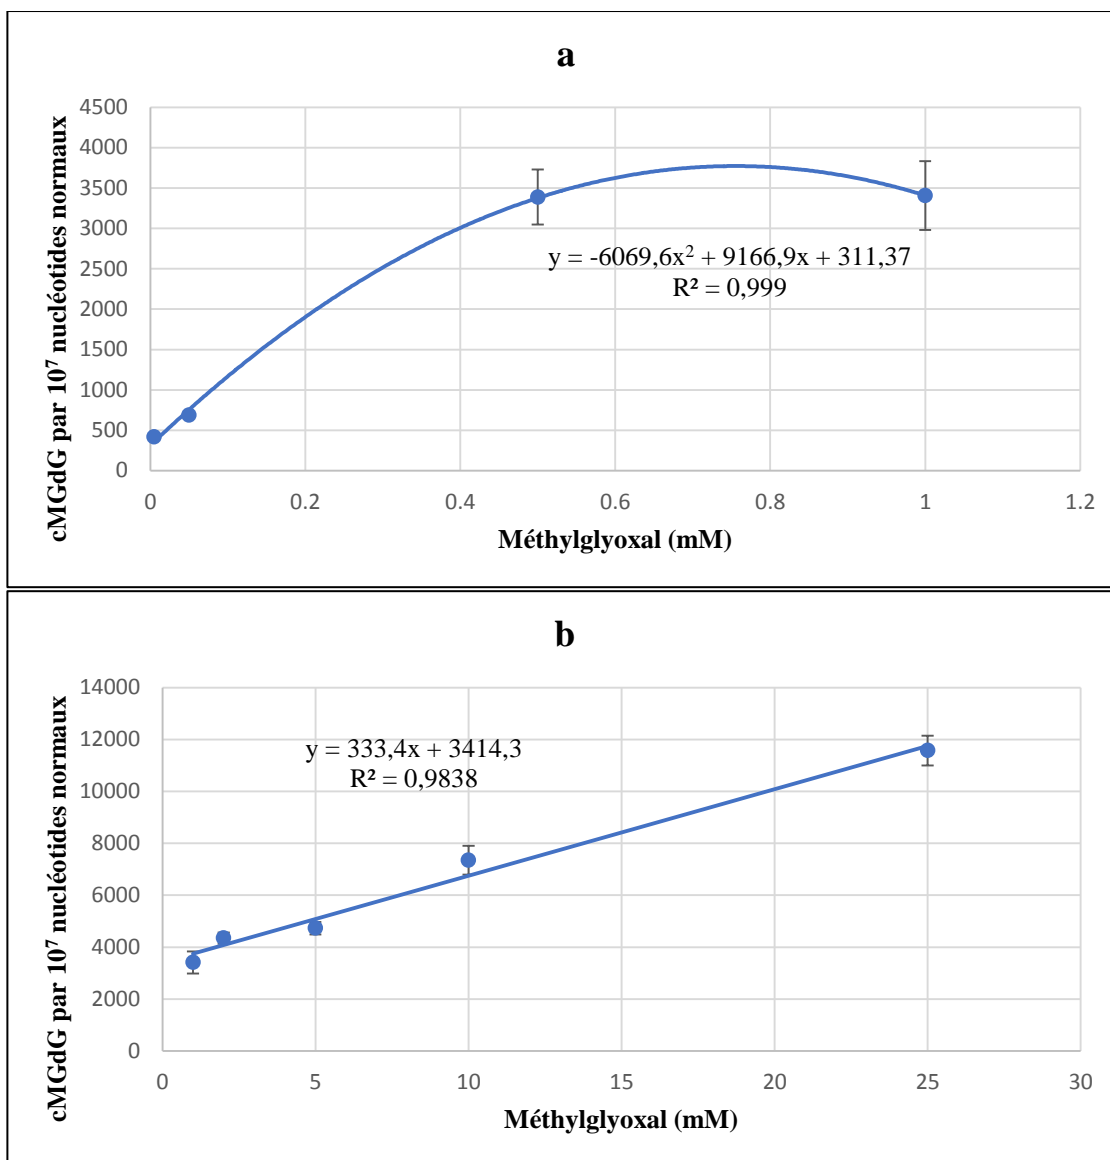 a
cMGdG par 10⁷ nucléotides normaux
4500
4000
3500
3000
2500
2000
1500
1000
500
0
y = -6069,6x² + 9166,9x + 311,37
R² = 0,999
0 0.2 0.4 0.6 0.8 1 1.2
Méthylglyoxal (mM)
b
cMGdG par 10⁷ nucléotides normaux
14000
12000
10000
8000
6000
4000
2000
0
y = 333,4x + 3414,3
R² = 0,9838
0 5 10 15 20 25 30
Méthylglyoxal (mM)